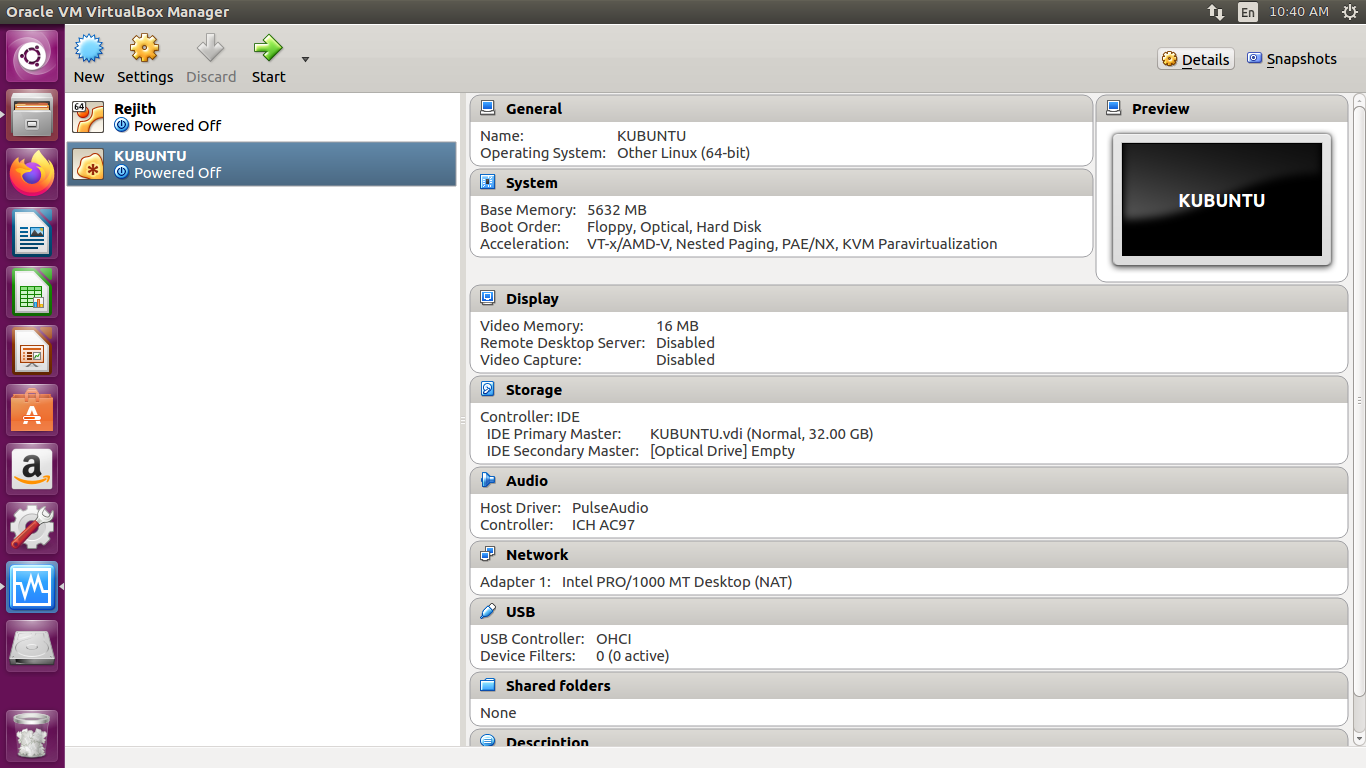 Oracle VM VirtualBox Manager
En
10:40 AM
New
Settings
Discard
Start
Details
Snapshots
64
Rejith
Powered Off
KUBUNTU
Powered Off
General
Name: KUBUNTU
Operating System: Other Linux (64-bit)
Preview
KUBUNTU
System
Base Memory: 5632 MB
Boot Order: Floppy, Optical, Hard Disk
Acceleration: VT-x/AMD-V, Nested Paging, PAE/NX, KVM Paravirtualization
Display
Video Memory: 16 MB
Remote Desktop Server: Disabled
Video Capture: Disabled
Storage
Controller: IDE
IDE Primary Master: KUBUNTU.vdi (Normal, 32.00 GB)
IDE Secondary Master: [Optical Drive] Empty
Audio
Host Driver: PulseAudio
Controller: ICH AC97
Network
Adapter 1: Intel PRO/1000 MT Desktop (NAT)
USB
USB Controller: OHCI
Device Filters: 0 (0 active)
Shared folders
None
Description